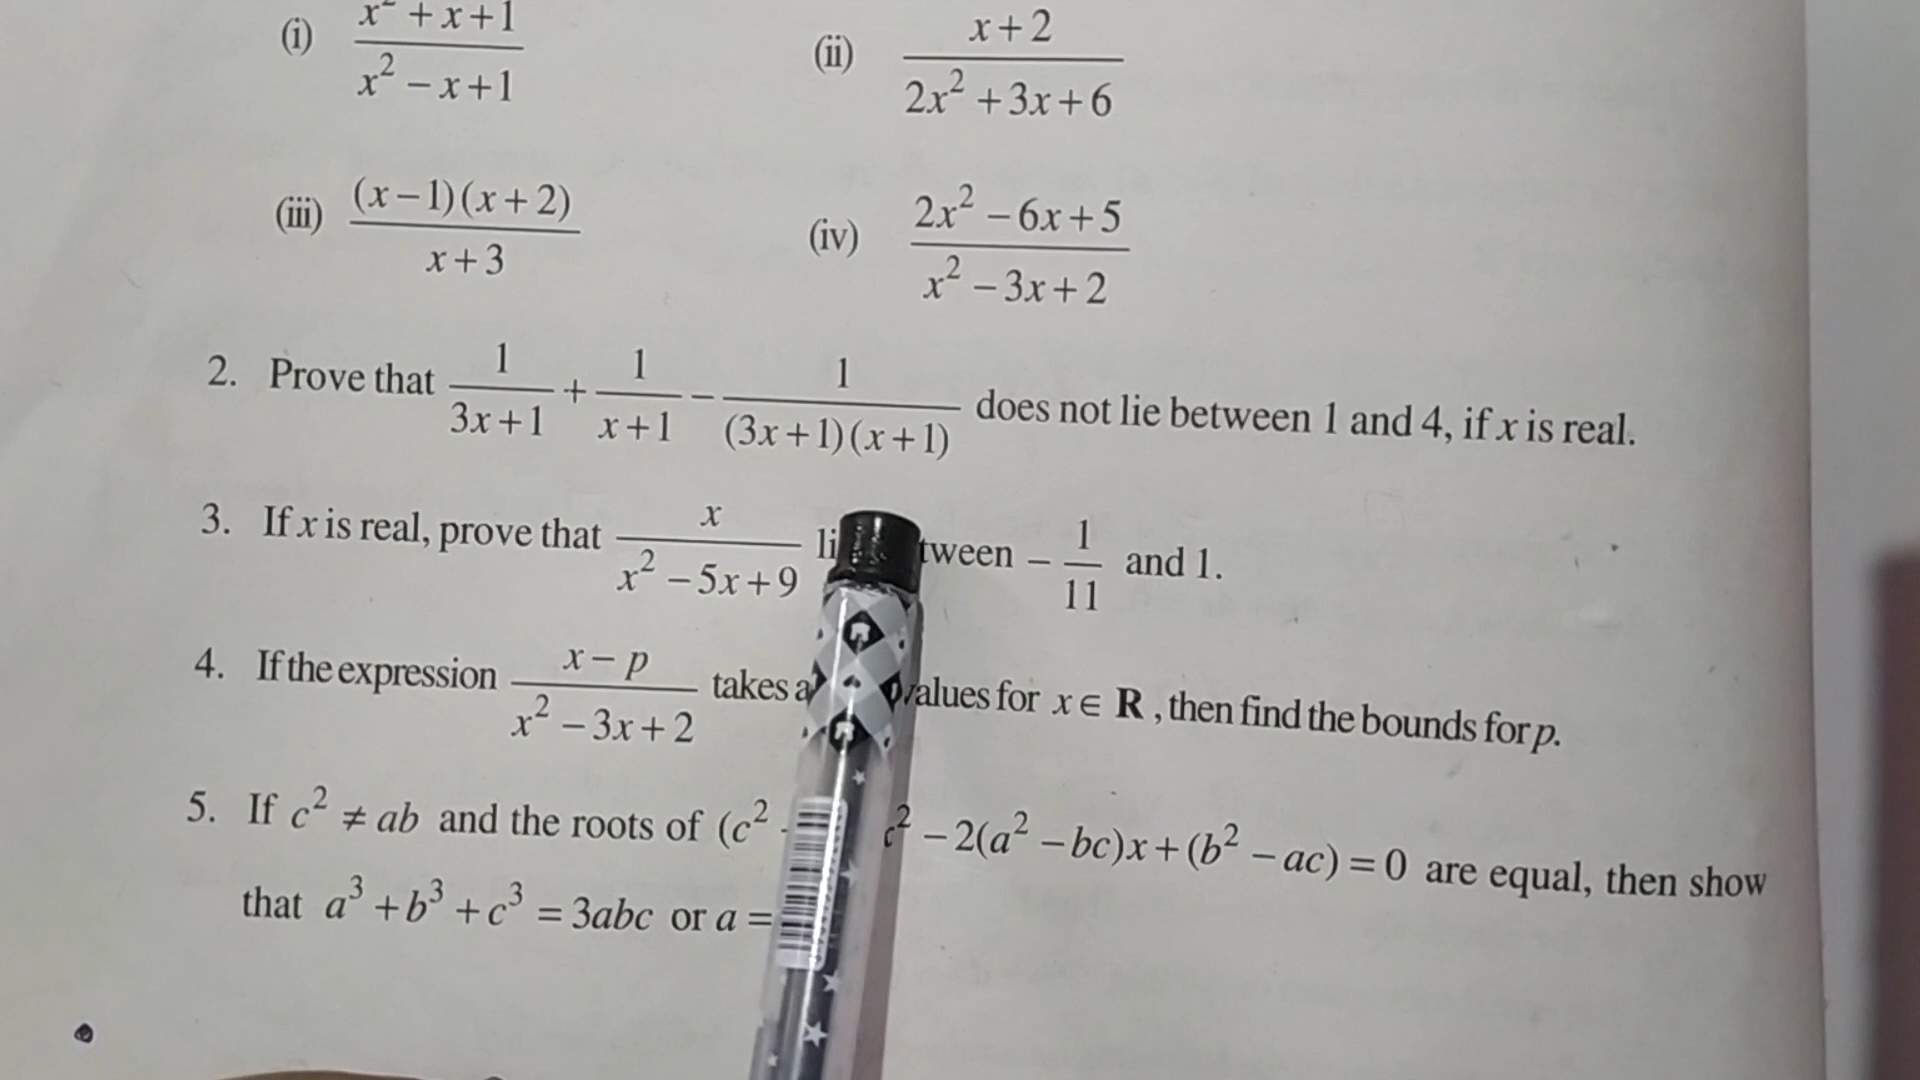 (i) x² + x + 1 / x² − x + 1 (ii) x + 2 / 2x² + 3x + 6
(iii) (x − 1)(x + 2) / x + 3 (iv) 2x² − 6x + 5 / x² − 3x + 2
2. Prove that 1/(3x + 1) + 1/(x + 1) − 1/((3x + 1)(x + 1)) does not lie between 1 and 4, if x is real.
3. If x is real, prove that x/(x² − 5x + 9) li tween − 1/11 and 1.
4. If the expression (x − p)/(x² − 3x + 2) takes a values for x ∈ R, then find the bounds for p.
5. If c² ≠ ab and the roots of (c² ² − 2(a² − bc)x + (b² − ac) = 0 are equal, then show
that a³ + b³ + c³ = 3abc or a =